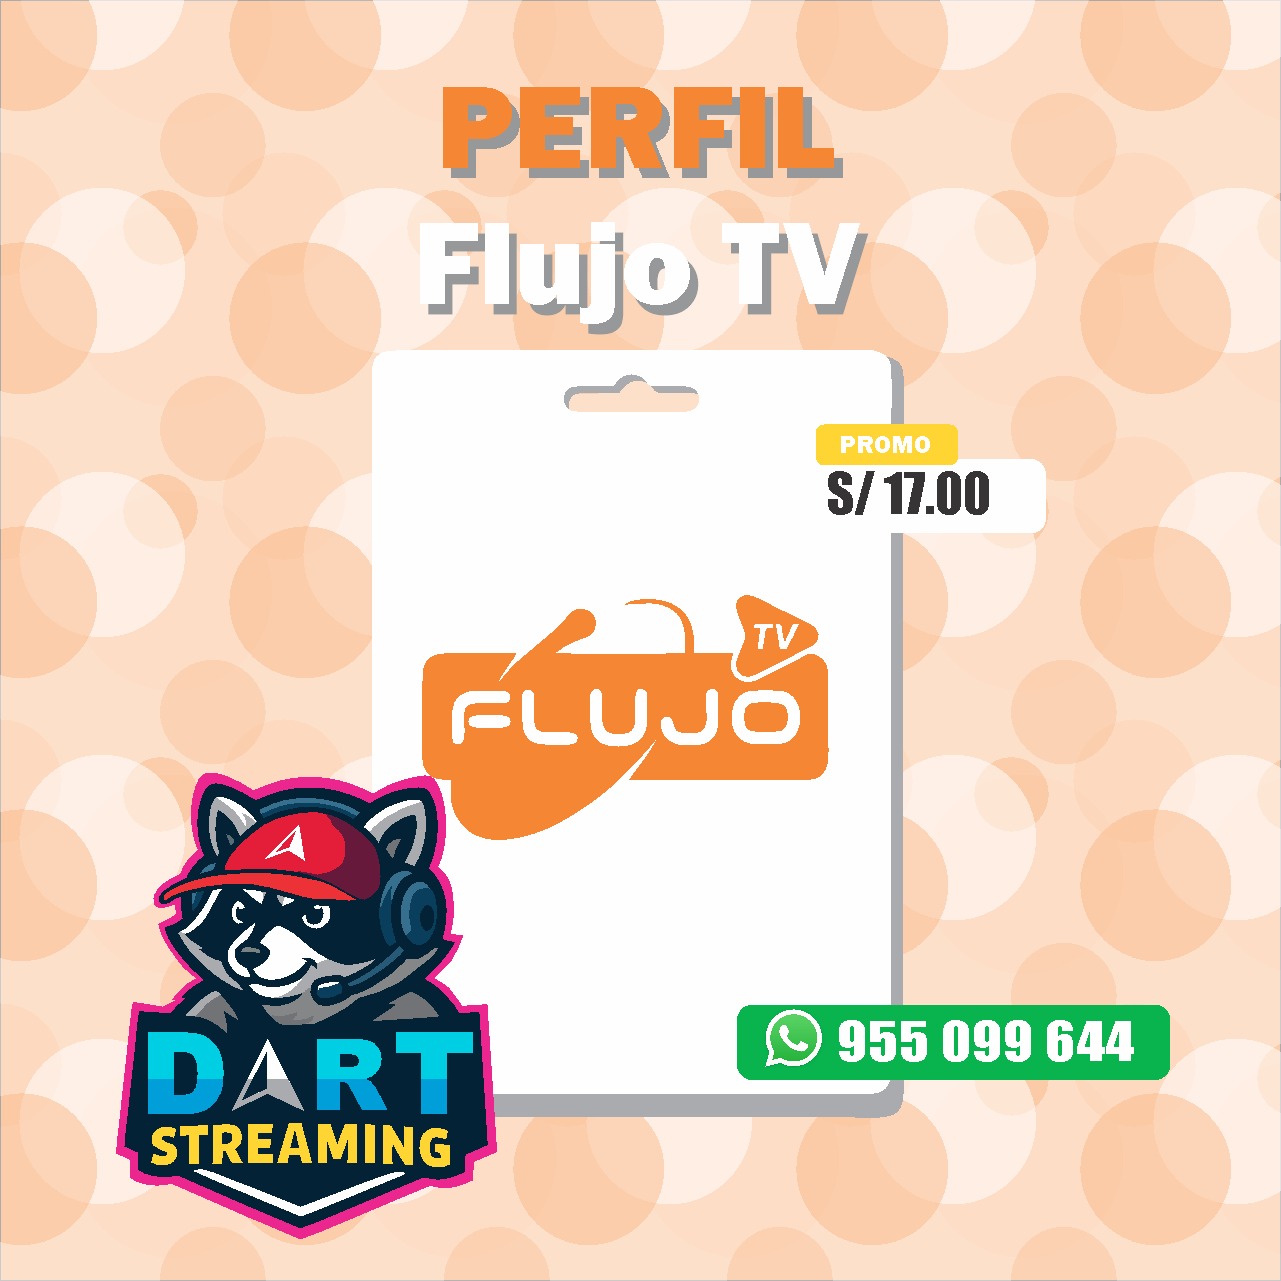 PERFIL
Flujo TV
PROMO
S/ 17.00
TV
FLUJO
955 099 644
DART
STREAMING